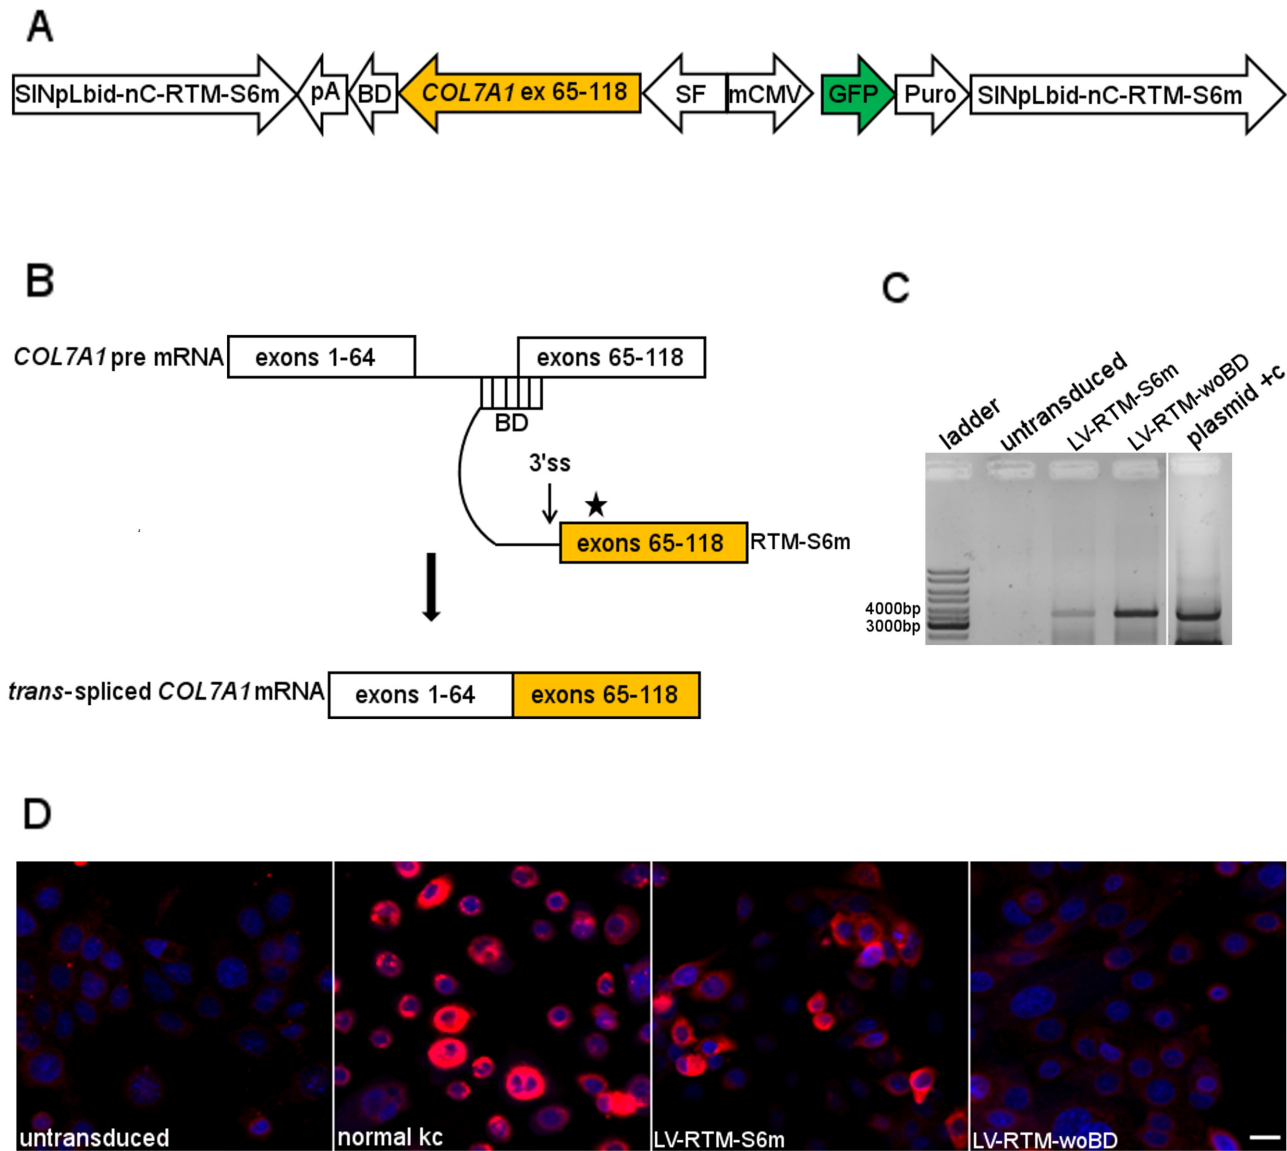 A
SINpLbid-nC-RTM-S6m pA BD COL7A1 ex 65-118 SF mCMV GFP Puro SINpLbid-nC-RTM-S6m
B
COL7A1 pre mRNA exons 1-64 exons 65-118
BD
3'ss
★
exons 65-118 RTM-S6m
trans-spliced COL7A1 mRNA exons 1-64 exons 65-118
C
ladder untransduced LV-RTM-S6m LV-RTM-woBD plasmid +c
4000bp
3000bp
D
untransduced normal kc LV-RTM-S6m LV-RTM-woBD